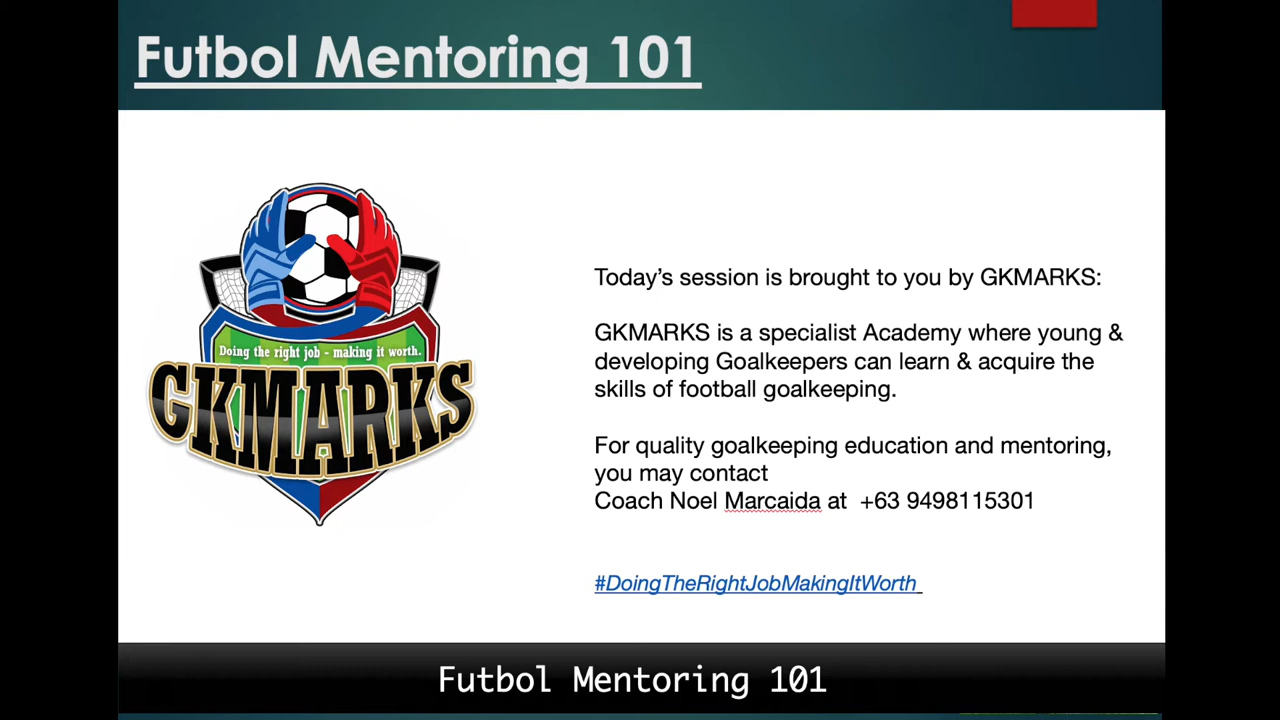 Futbol Mentoring 101
Doing the right job - making it worth.
GKMARKS
Today's session is brought to you by GKMARKS:
GKMARKS is a specialist Academy where young &
developing Goalkeepers can learn & acquire the
skills of football goalkeeping.
For quality goalkeeping education and mentoring,
you may contact
Coach Noel Marcaida at +63 9498115301
#DoingTheRightJobMakingItWorth
Futbol Mentoring 101